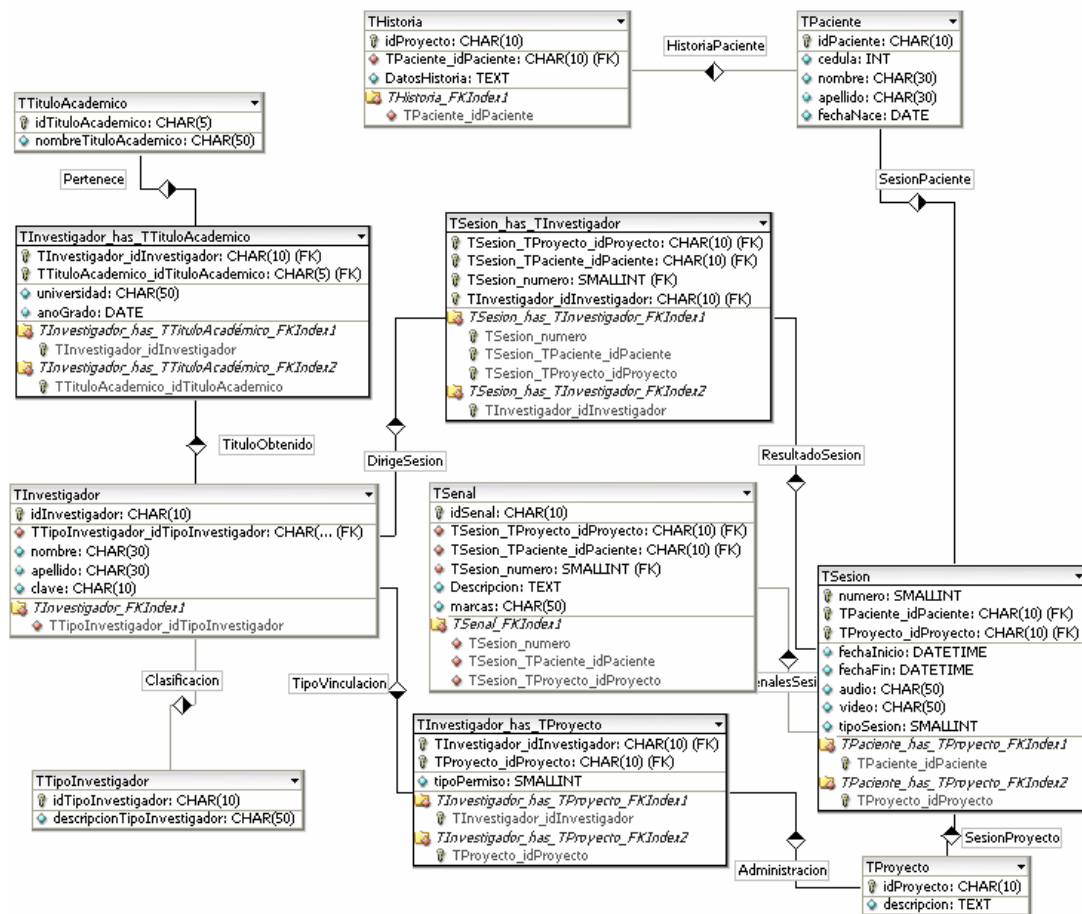 THistoria
idProyecto: CHAR(10)
TPaciente_idPaciente: CHAR(10) (FK)
DatosHistoria: TEXT
THistoria_FKIndex1
TPaciente_idPaciente
HistoriaPaciente
TPaciente
idPaciente: CHAR(10)
cedula: INT
nombre: CHAR(30)
apellido: CHAR(30)
fechaNace: DATE
TTituloAcademico
idTituloAcademico: CHAR(5)
nombreTituloAcademico: CHAR(50)
Pertenece
SesionPaciente
TInvestigador_has_TTituloAcademico
TInvestigador_idInvestigador: CHAR(10) (FK)
TTituloAcademico_idTituloAcademico: CHAR(5) (FK)
universidad: CHAR(50)
anoGrado: DATE
TInvestigador_has_TTituloAcadémico_FKIndex1
TInvestigador_idInvestigador
TInvestigador_has_TTituloAcadémico_FKIndex2
TTituloAcademico_idTituloAcademico
TSesion_has_TInvestigador
TSesion_TProyecto_idProyecto: CHAR(10) (FK)
TSesion_TPaciente_idPaciente: CHAR(10) (FK)
TSesion_numero: SMALLINT (FK)
TInvestigador_idInvestigador: CHAR(10) (FK)
TSesion_has_TInvestigador_FKIndex1
TSesion_numero
TSesion_TPaciente_idPaciente
TSesion_TProyecto_idProyecto
TSesion_has_TInvestigador_FKIndex2
TInvestigador_idInvestigador
TituloObtenido
DirigeSesion
ResultadoSesion
TInvestigador
idInvestigador: CHAR(10)
TTipoInvestigador_idTipoInvestigador: CHAR(... (FK)
nombre: CHAR(30)
apellido: CHAR(30)
clave: CHAR(10)
TInvestigador_FKIndex1
TTipoInvestigador_idTipoInvestigador
TSenal
idSenal: CHAR(10)
TSesion_TProyecto_idProyecto: CHAR(10) (FK)
TSesion_TPaciente_idPaciente: CHAR(10) (FK)
TSesion_numero: SMALLINT (FK)
Descripcion: TEXT
marcas: CHAR(50)
TSenal_FKIndex1
TSesion_numero
TSesion_TPaciente_idPaciente
TSesion_TProyecto_idProyecto
TSesion
numero: SMALLINT
TPaciente_idPaciente: CHAR(10) (FK)
TProyecto_idProyecto: CHAR(10) (FK)
fechaInicio: DATETIME
fechaFin: DATETIME
audio: CHAR(50)
video: CHAR(50)
tipoSesion: SMALLINT
TPaciente_has_TProyecto_FKIndex1
TPaciente_idPaciente
TPaciente_has_TProyecto_FKIndex2
TProyecto_idProyecto
Clasificacion
TipoVinculacion
enalesSesi
TInvestigador_has_TProyecto
TInvestigador_idInvestigador: CHAR(10) (FK)
TProyecto_idProyecto: CHAR(10) (FK)
tipoPermiso: SMALLINT
TInvestigador_has_TProyecto_FKIndex1
TInvestigador_idInvestigador
TInvestigador_has_TProyecto_FKIndex2
TProyecto_idProyecto
TTipoInvestigador
idTipoInvestigador: CHAR(10)
descripcionTipoInvestigador: CHAR(50)
SesionProyecto
Administracion
TProyecto
idProyecto: CHAR(10)
descripcion: TEXT